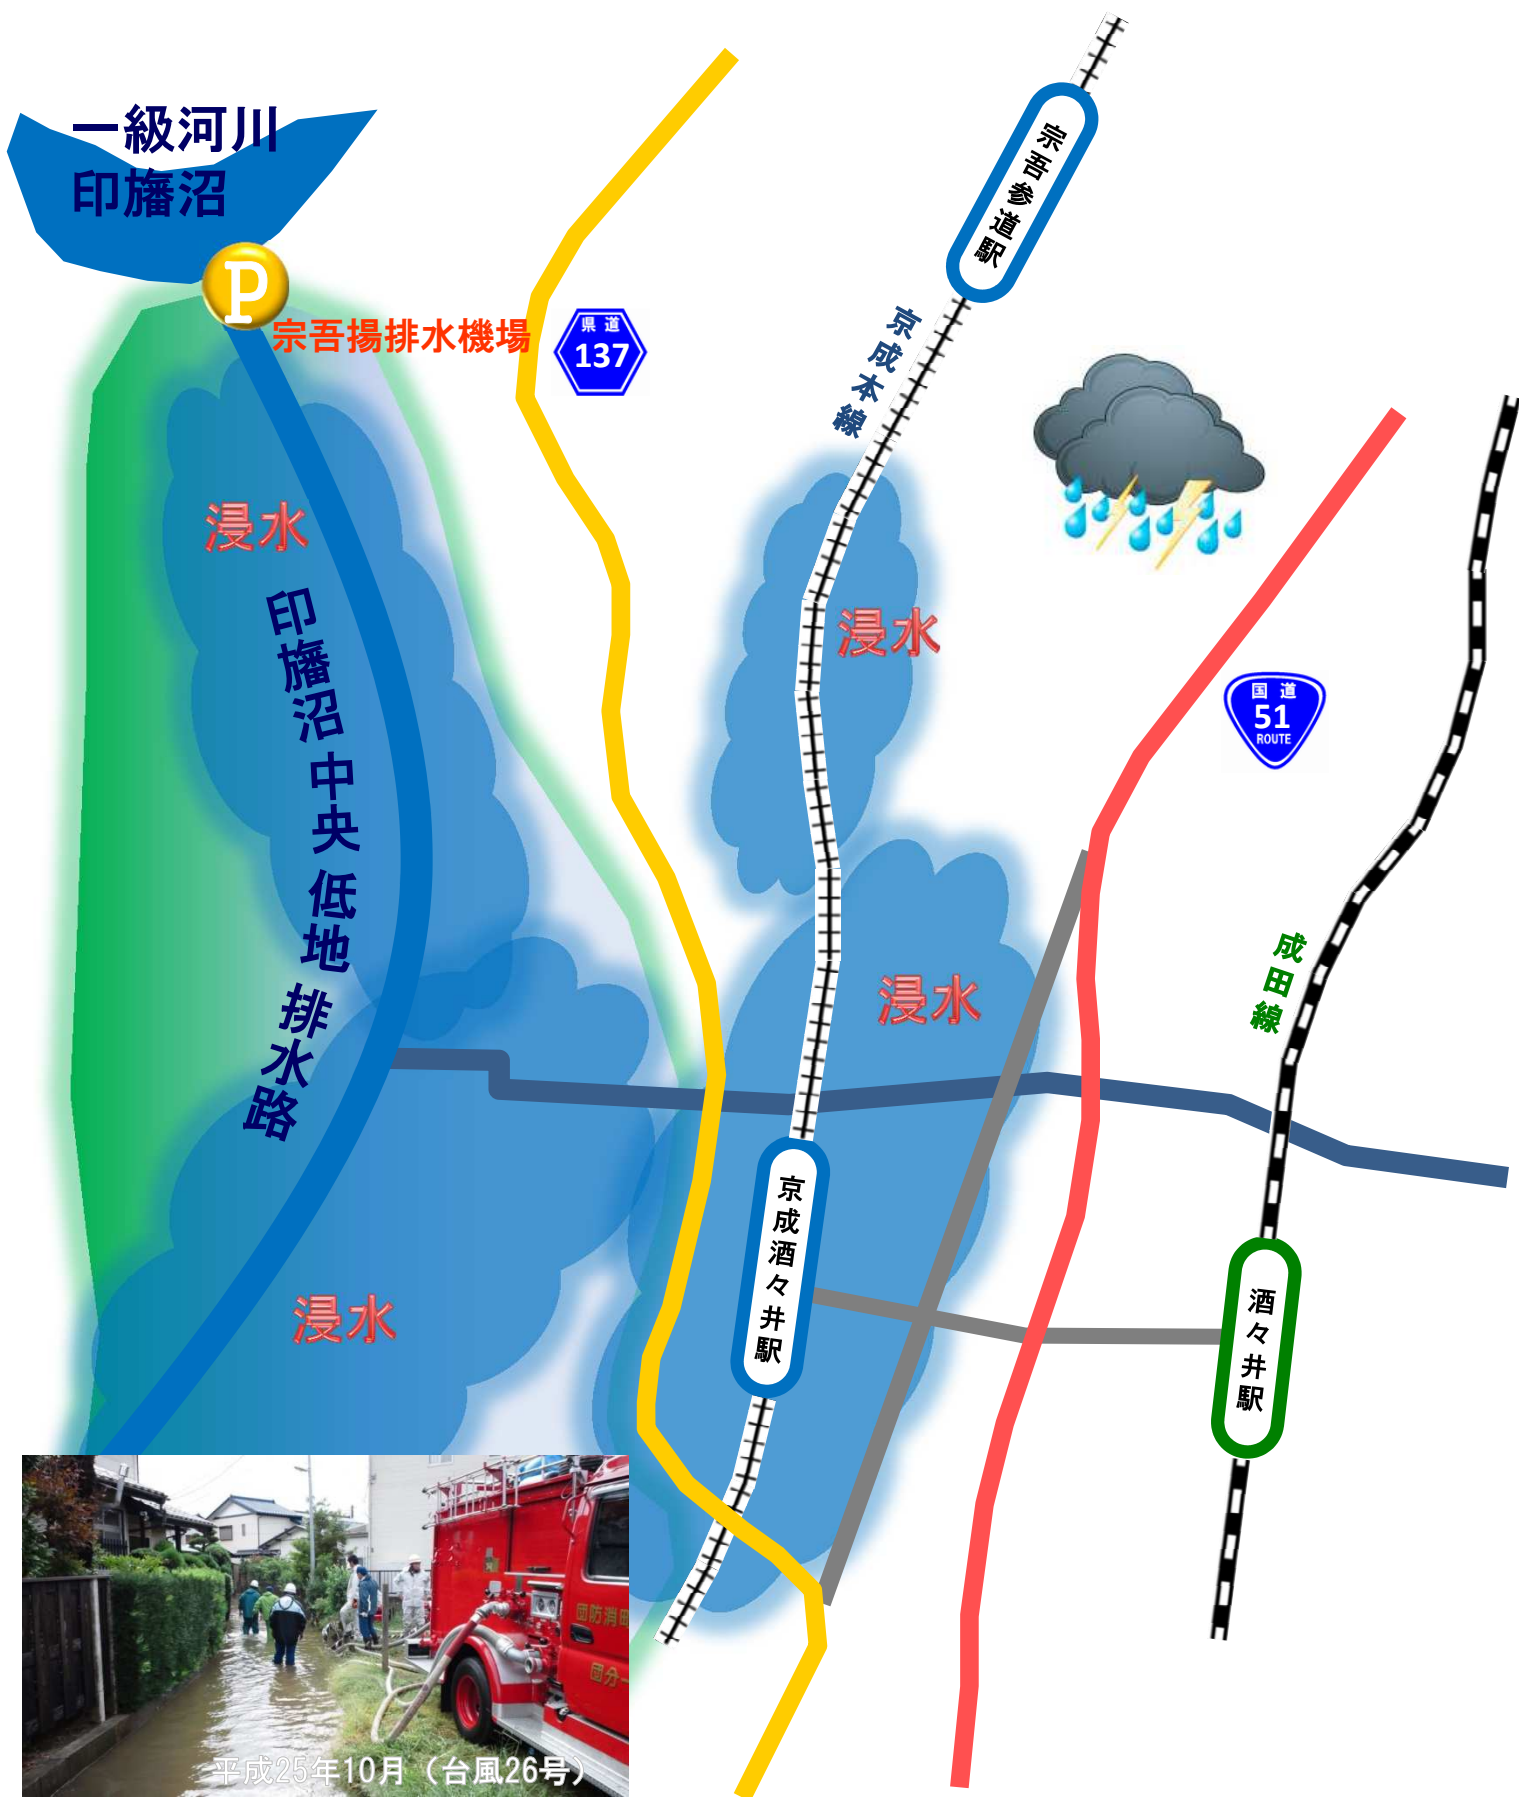 一級河川
印旛沼
宗吾揚排水機場
県道
137
宗吾参道駅
京成本線
浸水
浸水
国道
51
ROUTE
印旛沼中央低地排水路
成田線
浸水
京成酒々井駅
酒々井駅
浸水
平成25年10月（台風26号）